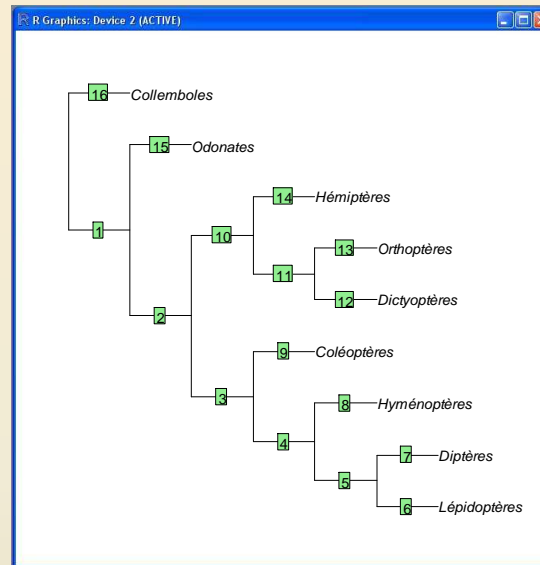 R Graphics: Device 2 (ACTIVE)
16 Collemboles
15 Odonates
14 Hémiptères
1
10
13 Orthoptères
11
12 Dictyoptères
2
9 Coléoptères
3
8 Hyménoptères
4
7 Diptères
5
6 Lépidoptères